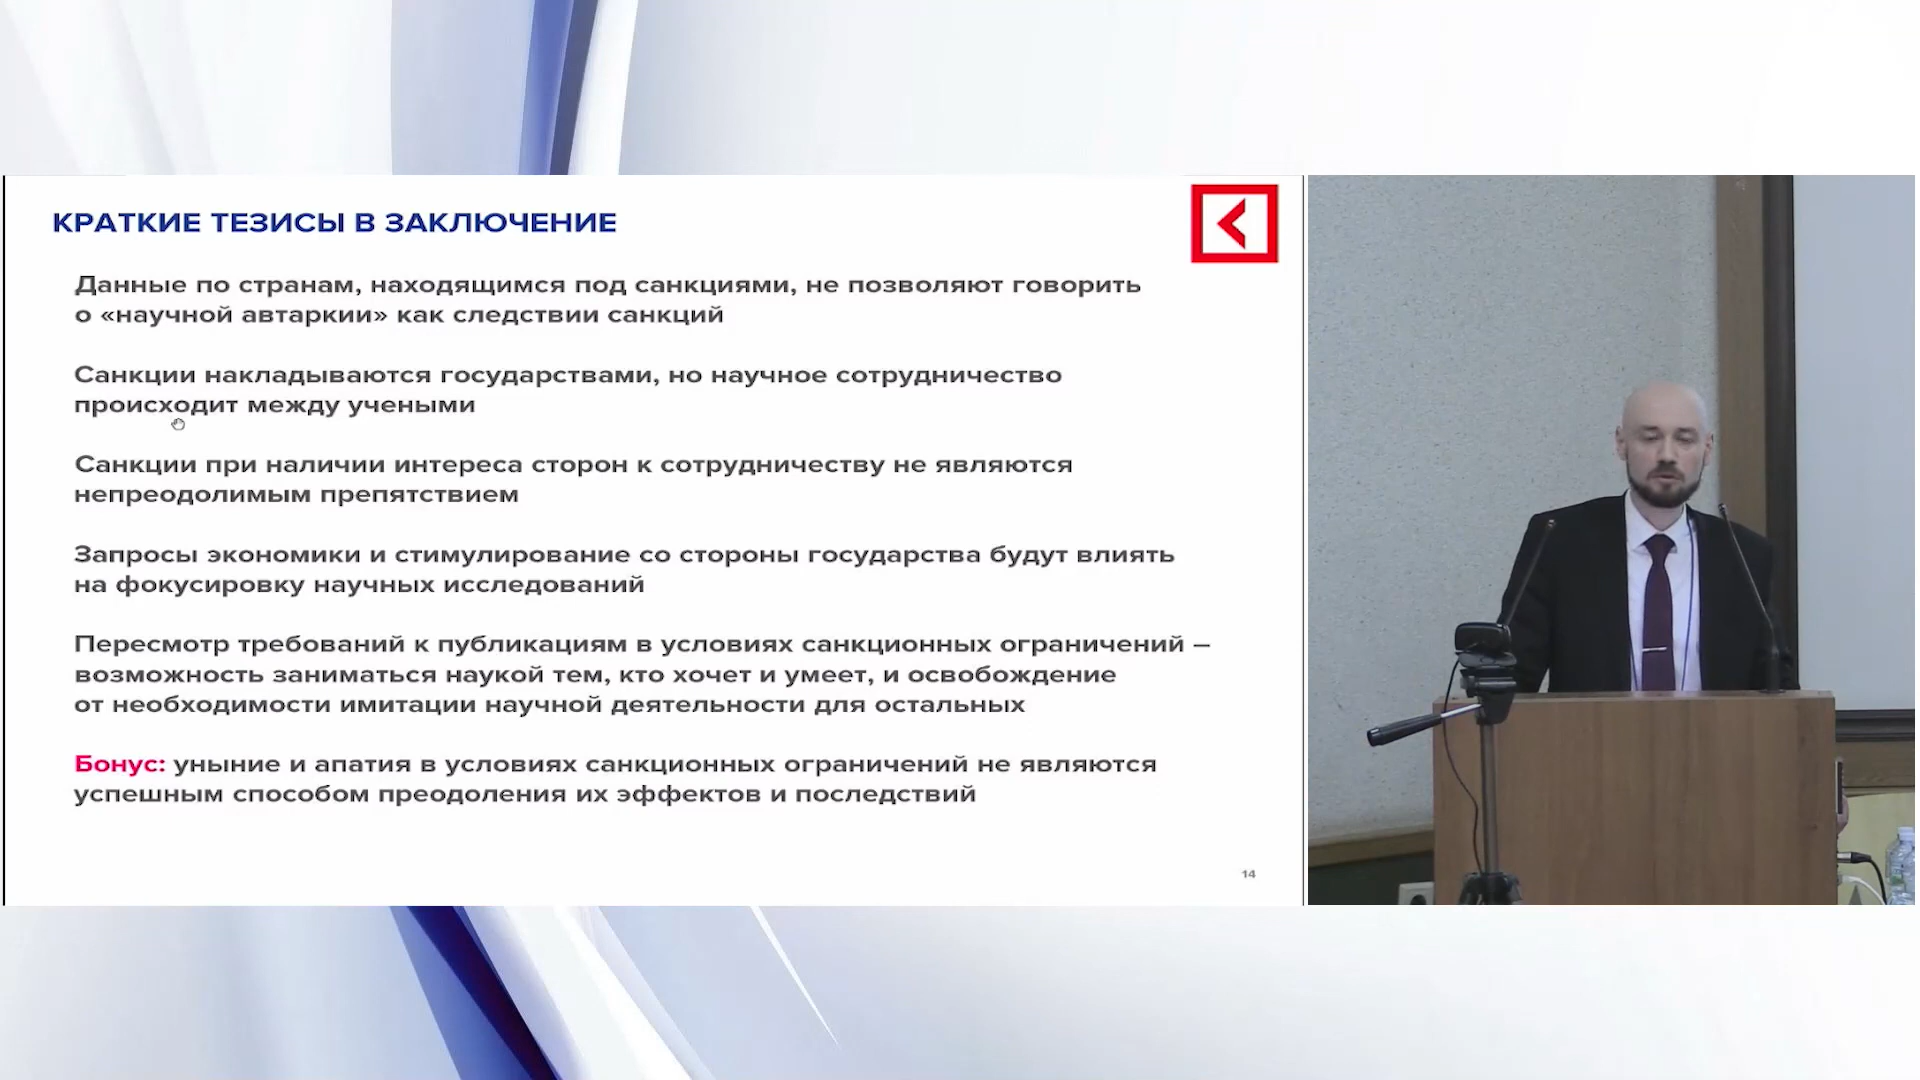 КРАТКИЕ ТЕЗИСЫ В ЗАКЛЮЧЕНИЕ
Данные по странам, находящимся под санкциями, не позволяют говорить
о «научной автаркии» как следствии санкций
Санкции накладываются государствами, но научное сотрудничество
происходит между учеными
Санкции при наличии интереса сторон к сотрудничеству не являются
непреодолимым препятствием
Запросы экономики и стимулирование со стороны государства будут влиять
на фокусировку научных исследований
Пересмотр требований к публикациям в условиях санкционных ограничений –
возможность заниматься наукой тем, кто хочет и умеет, и освобождение
от необходимости имитации научной деятельности для остальных
Бонус: уныние и апатия в условиях санкционных ограничений не являются
успешным способом преодоления их эффектов и последствий
14